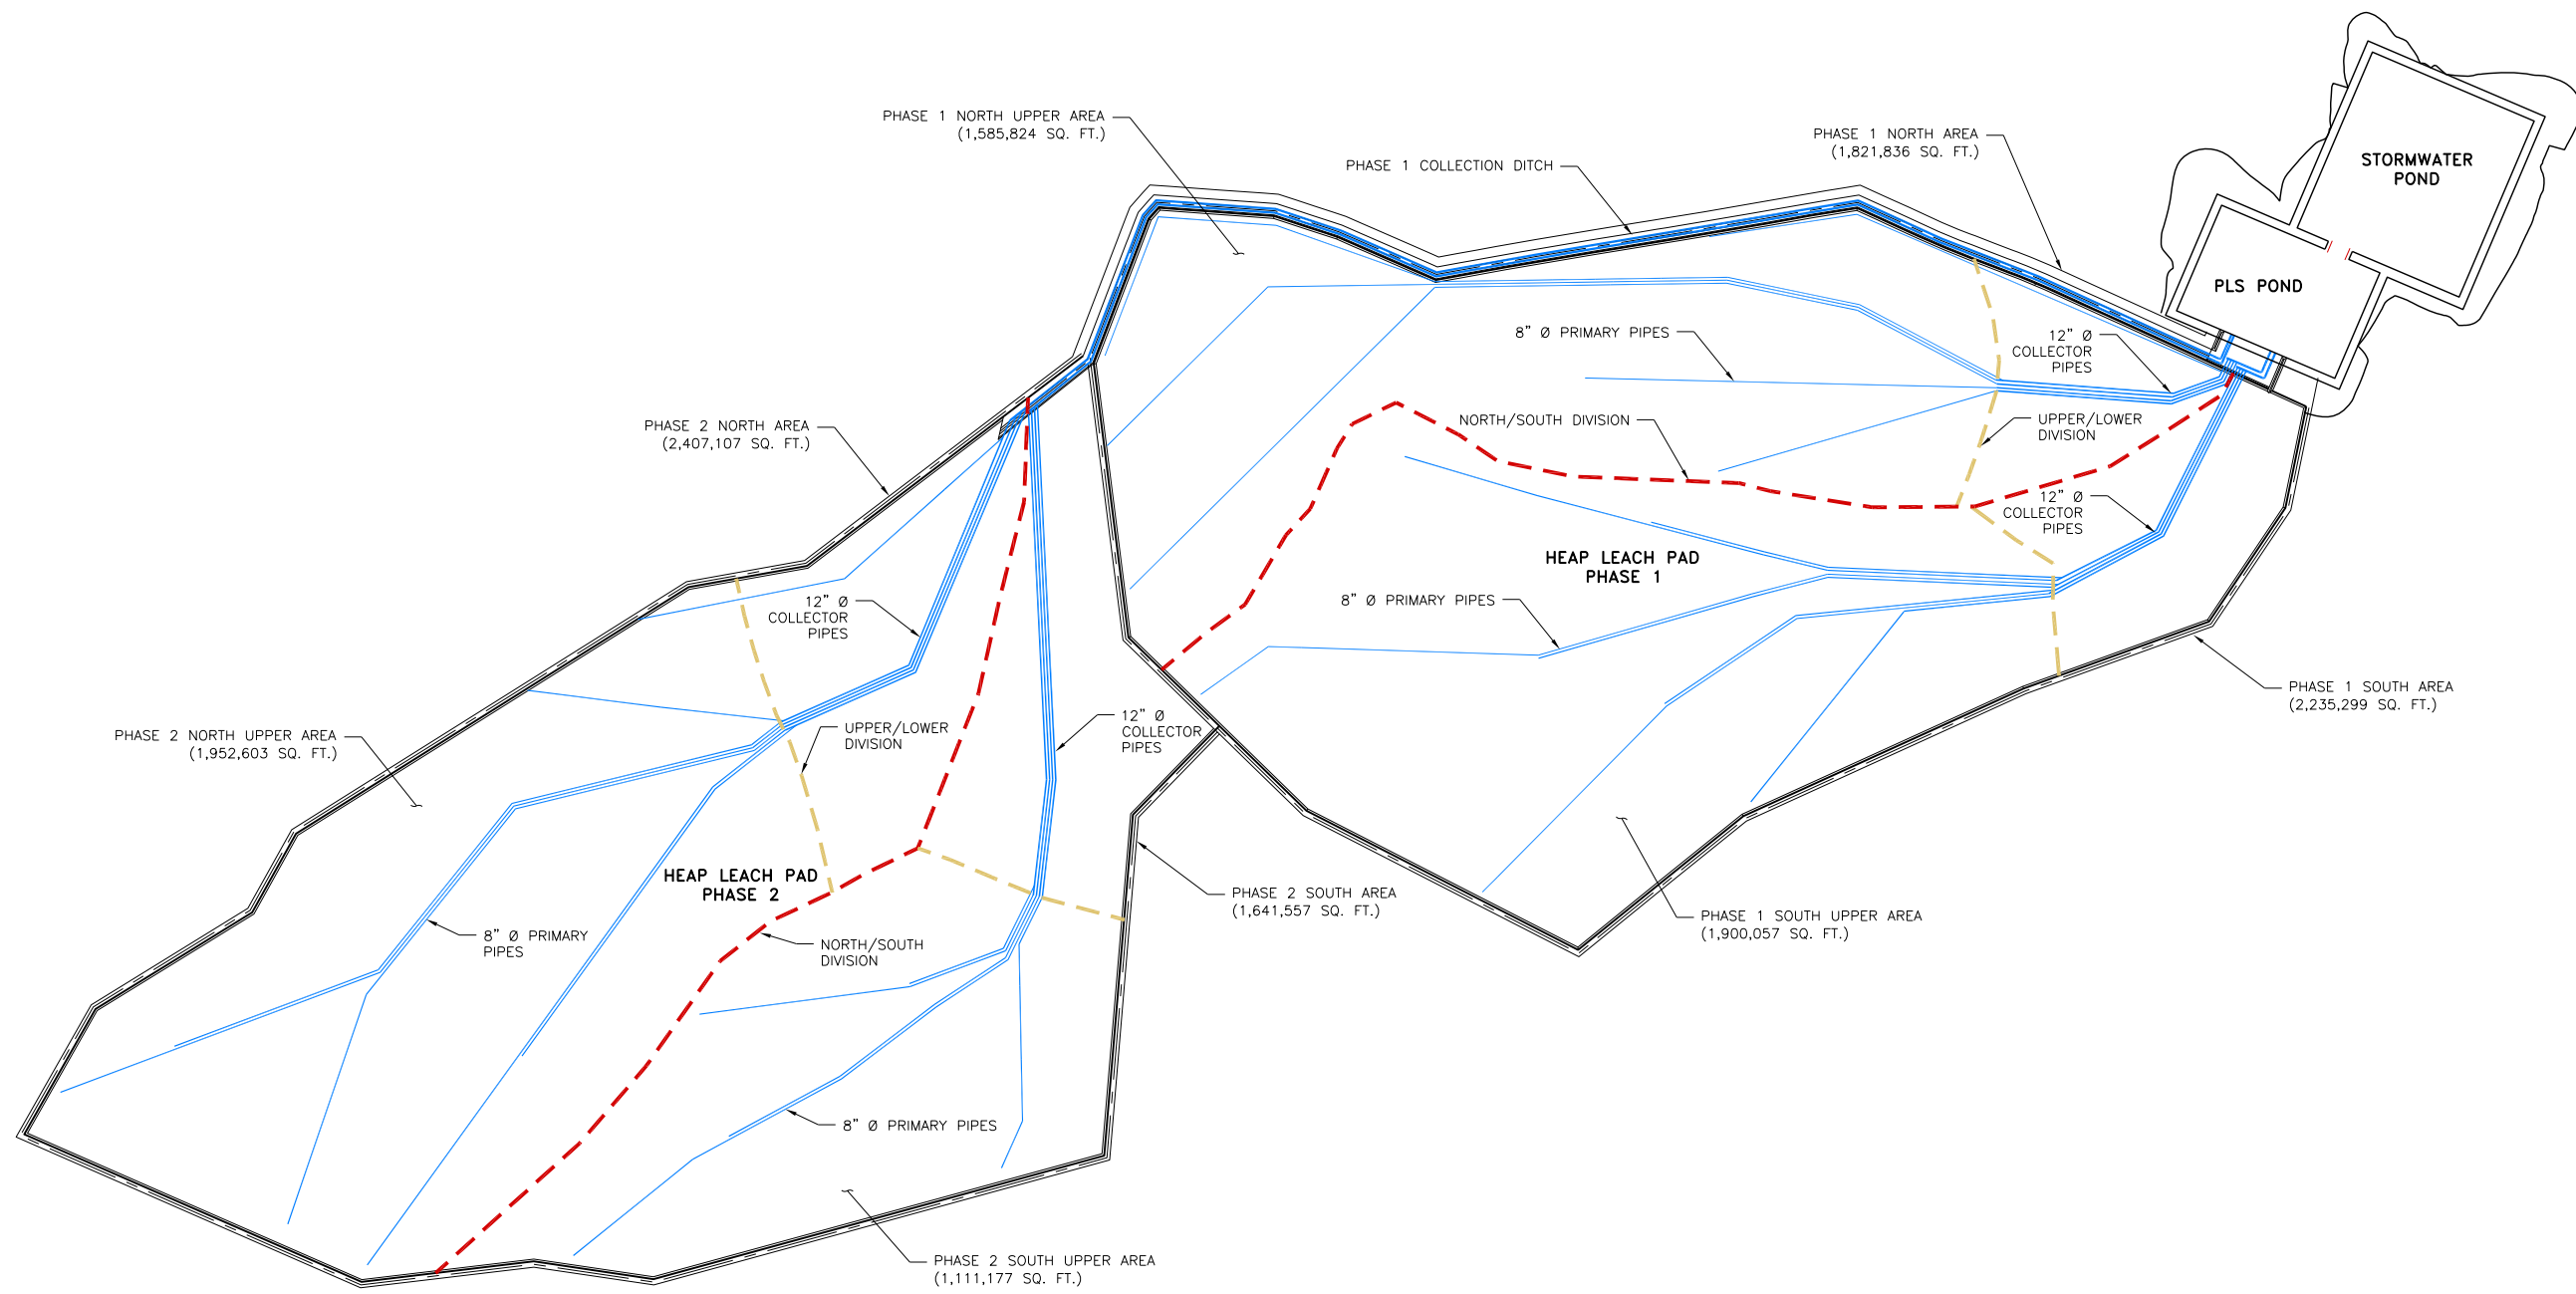 PHASE 1 NORTH UPPER AREA
(1,585,824 SQ. FT.)
PHASE 1 COLLECTION DITCH
PHASE 1 NORTH AREA
(1,821,836 SQ. FT.)
STORMWATER
POND
PLS POND
8" Ø PRIMARY PIPES
12" Ø
COLLECTOR
PIPES
NORTH/SOUTH DIVISION
UPPER/LOWER
DIVISION
PHASE 2 NORTH AREA
(2,407,107 SQ. FT.)
12" Ø
COLLECTOR
PIPES
HEAP LEACH PAD
PHASE 1
8" Ø PRIMARY PIPES
12" Ø
COLLECTOR
PIPES
PHASE 1 SOUTH AREA
(2,235,299 SQ. FT.)
PHASE 2 NORTH UPPER AREA
(1,952,603 SQ. FT.)
UPPER/LOWER
DIVISION
12" Ø
COLLECTOR
PIPES
HEAP LEACH PAD
PHASE 2
PHASE 2 SOUTH AREA
(1,641,557 SQ. FT.)
PHASE 1 SOUTH UPPER AREA
(1,900,057 SQ. FT.)
8" Ø PRIMARY
PIPES
NORTH/SOUTH
DIVISION
8" Ø PRIMARY PIPES
PHASE 2 SOUTH UPPER AREA
(1,111,177 SQ. FT.)